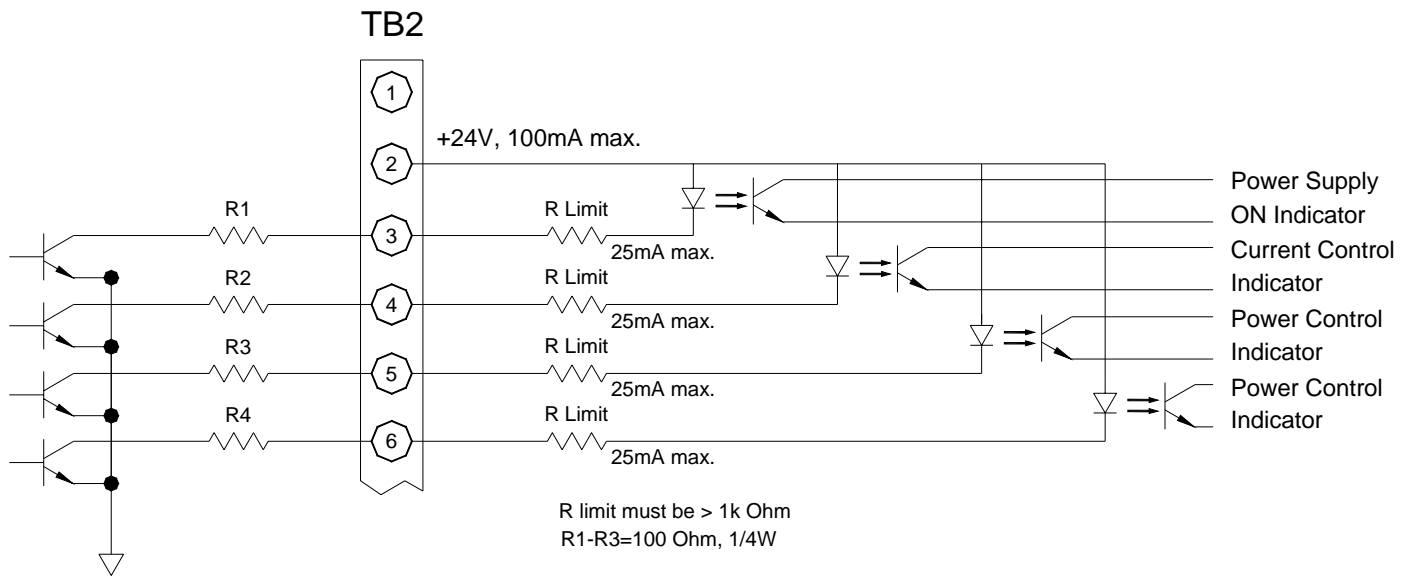 TB2
1
2
+24V, 100mA max.
3
4
5
6
R1
R2
R3
R4
R Limit
25mA max.
R Limit
25mA max.
R Limit
25mA max.
R Limit
25mA max.
Power Supply
ON Indicator
Current Control
Indicator
Power Control
Indicator
Power Control
Indicator
R limit must be > 1k Ohm
R1-R3=100 Ohm, 1/4W